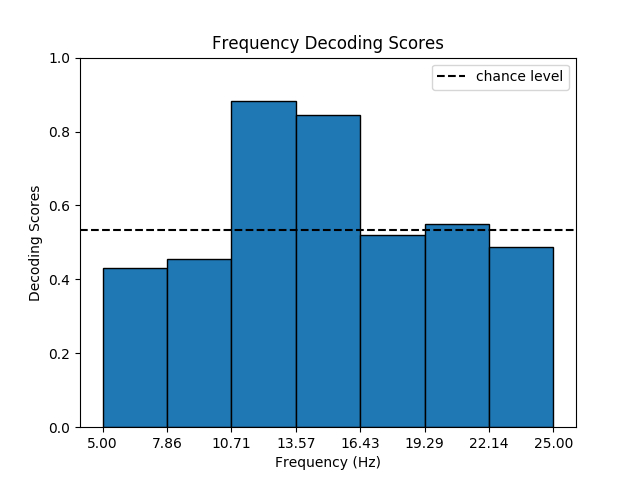 Frequency Decoding Scores
chance level
1.0
0.8
0.6
0.4
0.2
0.0
Decoding Scores
5.00 7.86 10.71 13.57 16.43 19.29 22.14 25.00
Frequency (Hz)